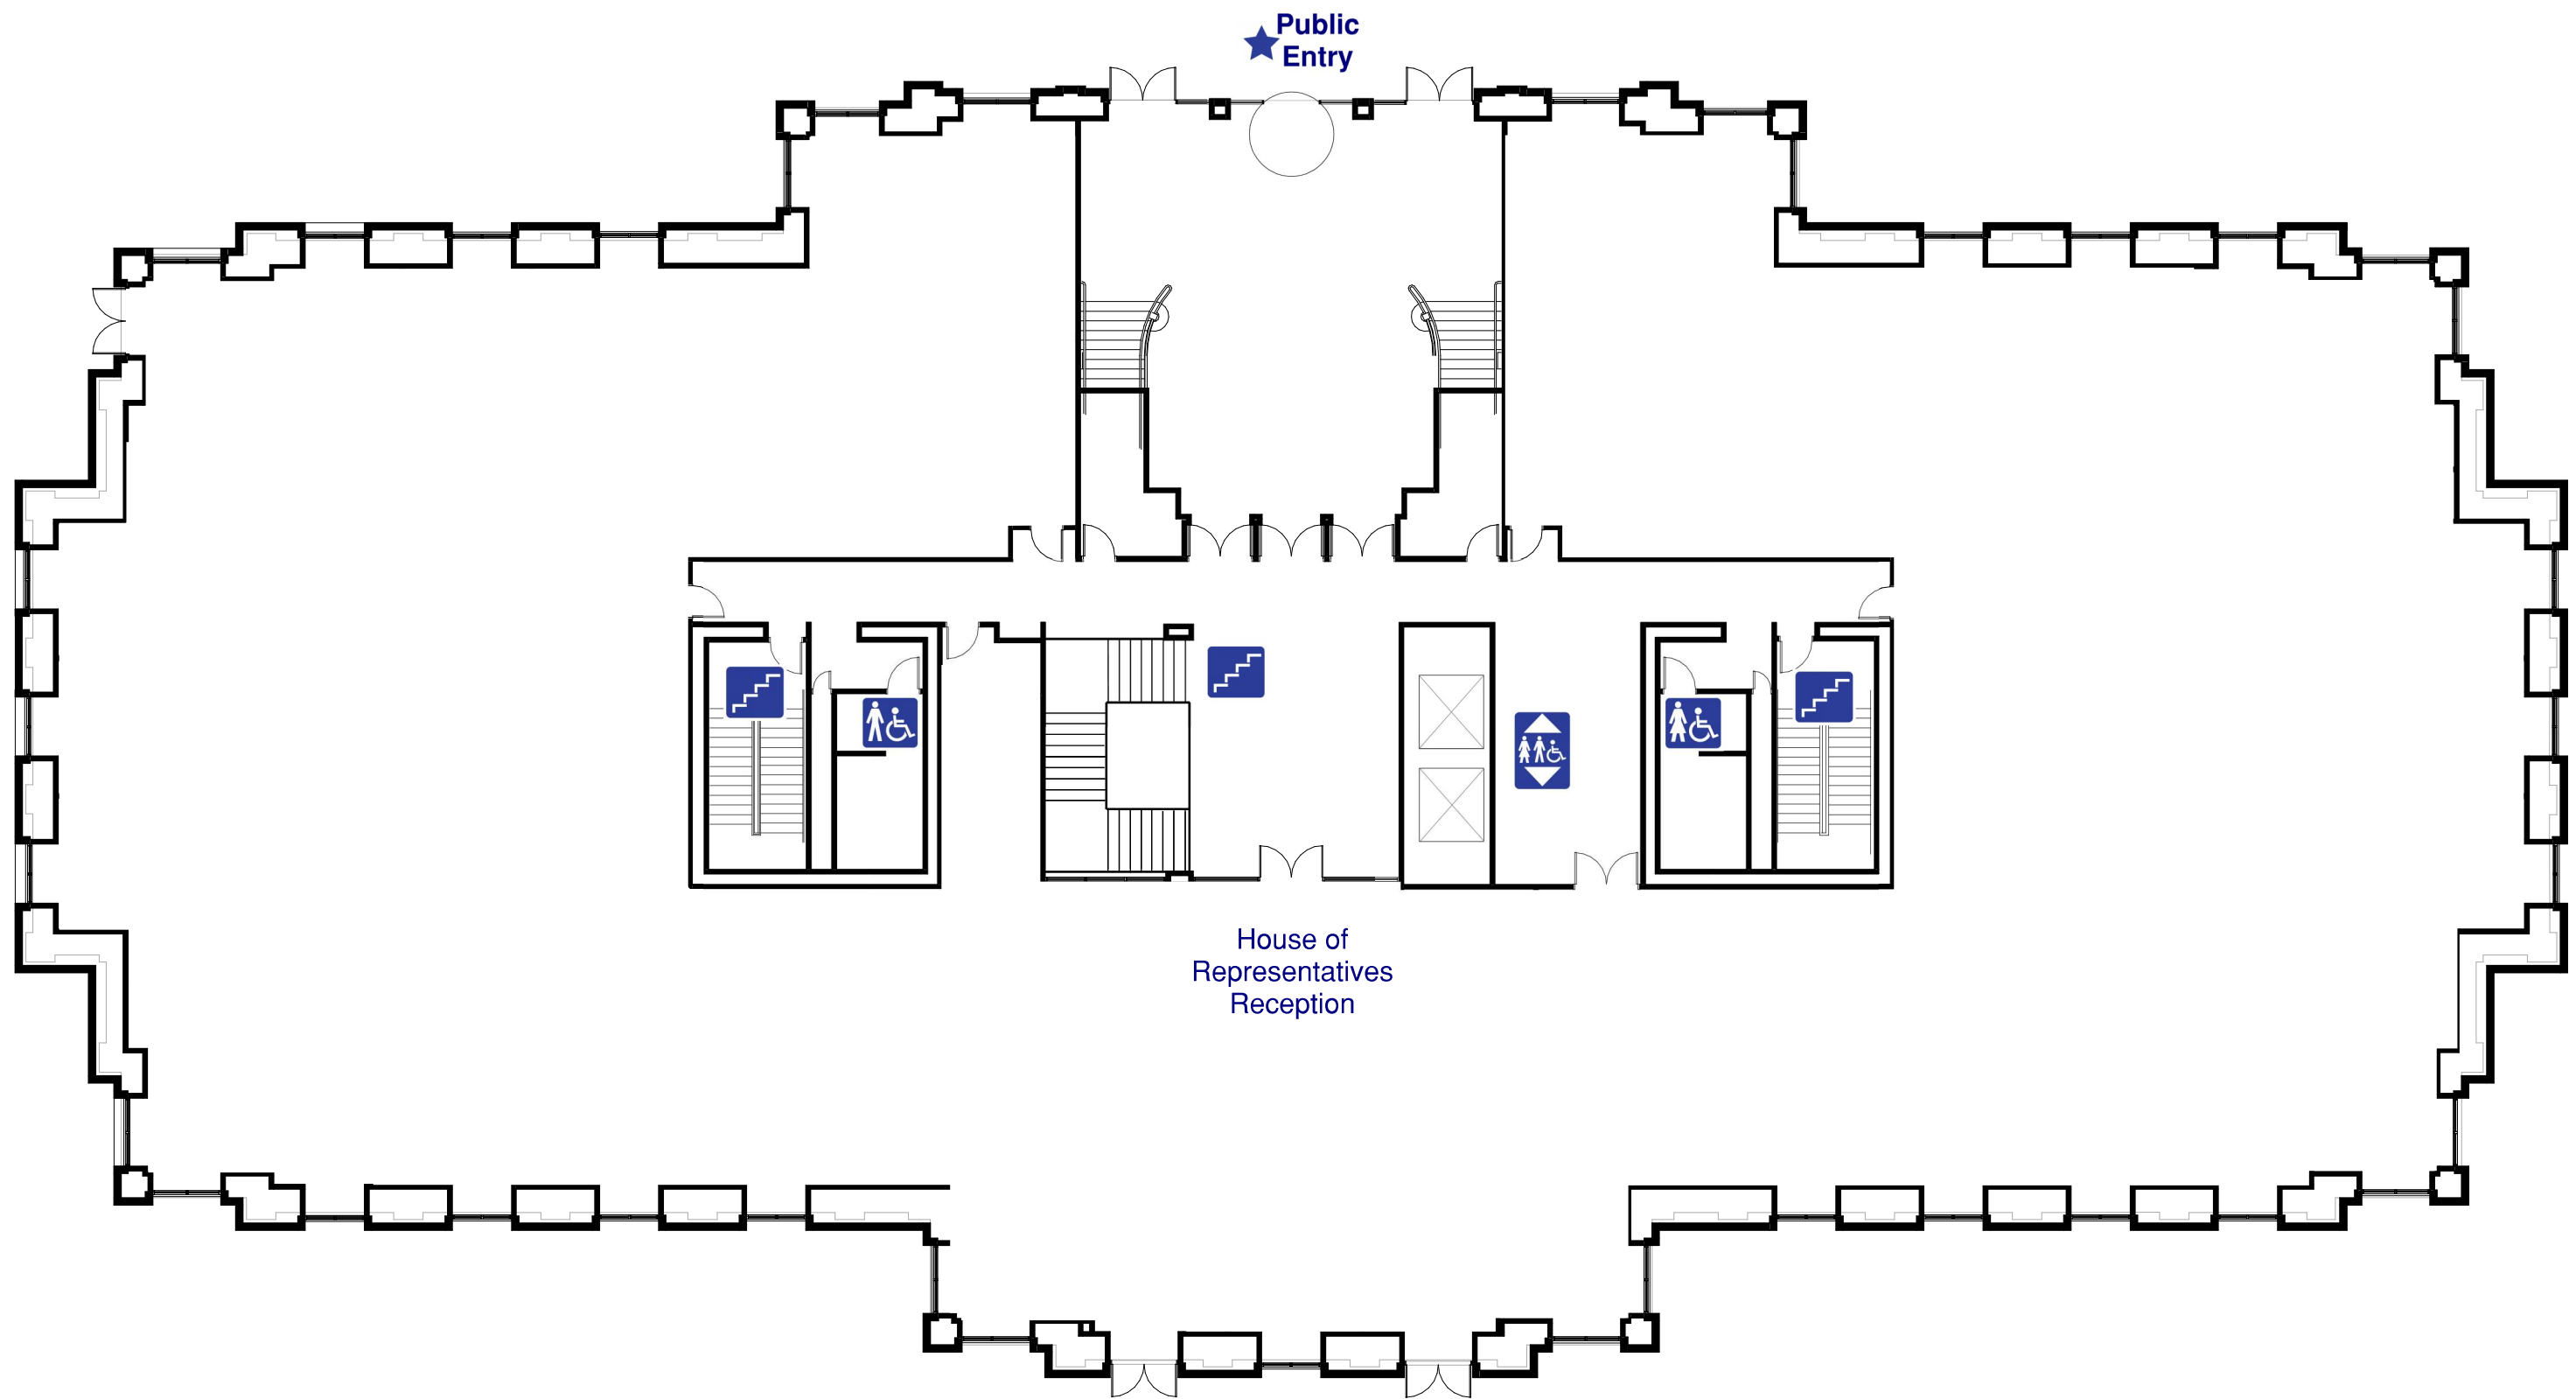 Public
Entry
House of
Representatives
Reception